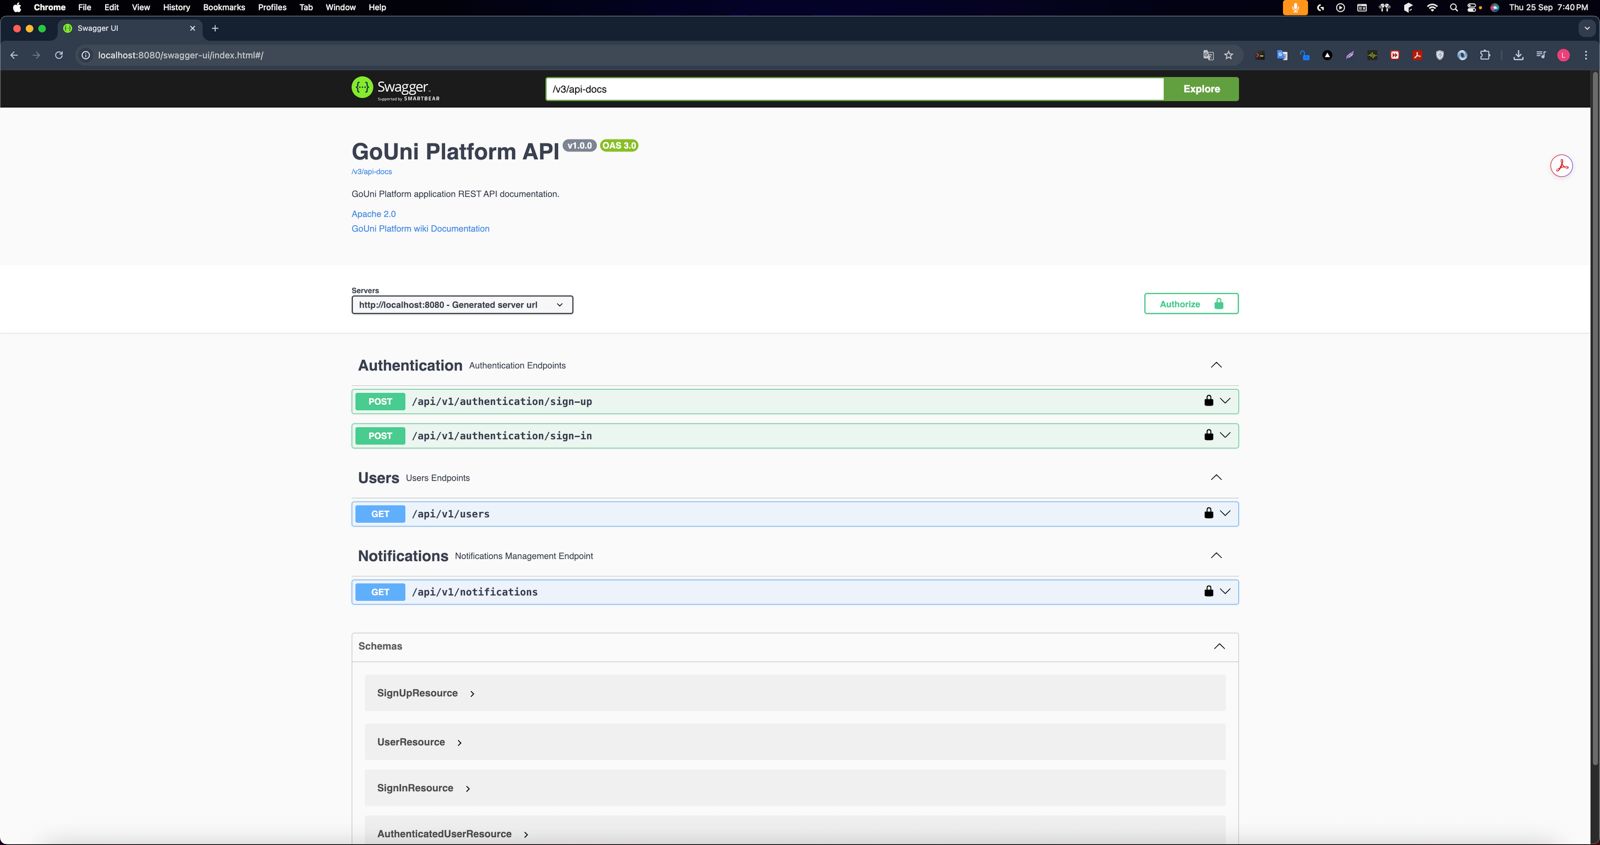 Chrome File Edit View History Bookmarks Profiles Tab Window Help Thu 25 Sep 7:40 PM
Swagger UI
localhost:8080/swagger-ui/index.html#/
Swagger.
Supported by SMARTBEAR
/v3/api-docs
Explore
GoUni Platform API v1.0.0 OAS 3.0
/v3/api-docs
GoUni Platform application REST API documentation.
Apache 2.0
GoUni Platform wiki Documentation
Servers
http://localhost:8080 - Generated server url
Authorize
Authentication Authentication Endpoints
POST /api/v1/authentication/sign-up
POST /api/v1/authentication/sign-in
Users Users Endpoints
GET /api/v1/users
Notifications Notifications Management Endpoint
GET /api/v1/notifications
Schemas
SignUpResource
UserResource
SignInResource
AuthenticatedUserResource